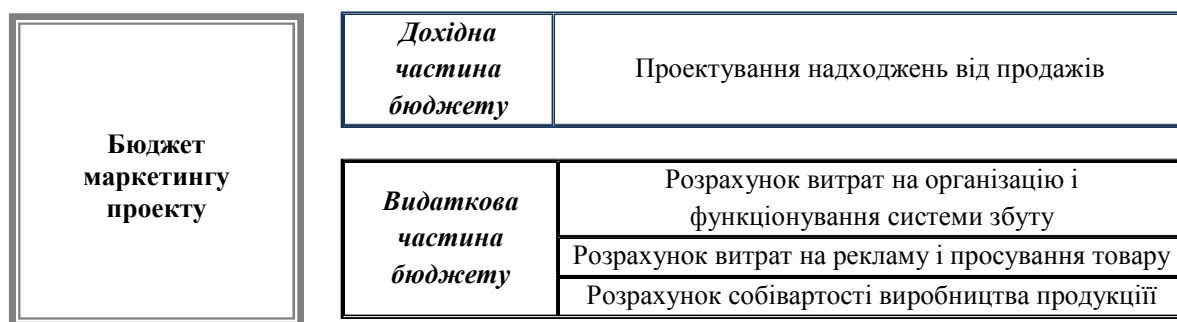 Бюджет
маркетингу
проекту
Дохідна
частина
бюджету
Проектування надходжень від продажів
Видаткова
частина
бюджету
Розрахунок витрат на організацію і
функціонування системи збуту
Розрахунок витрат на рекламу і просування товару
Розрахунок собівартості виробництва продукціїї